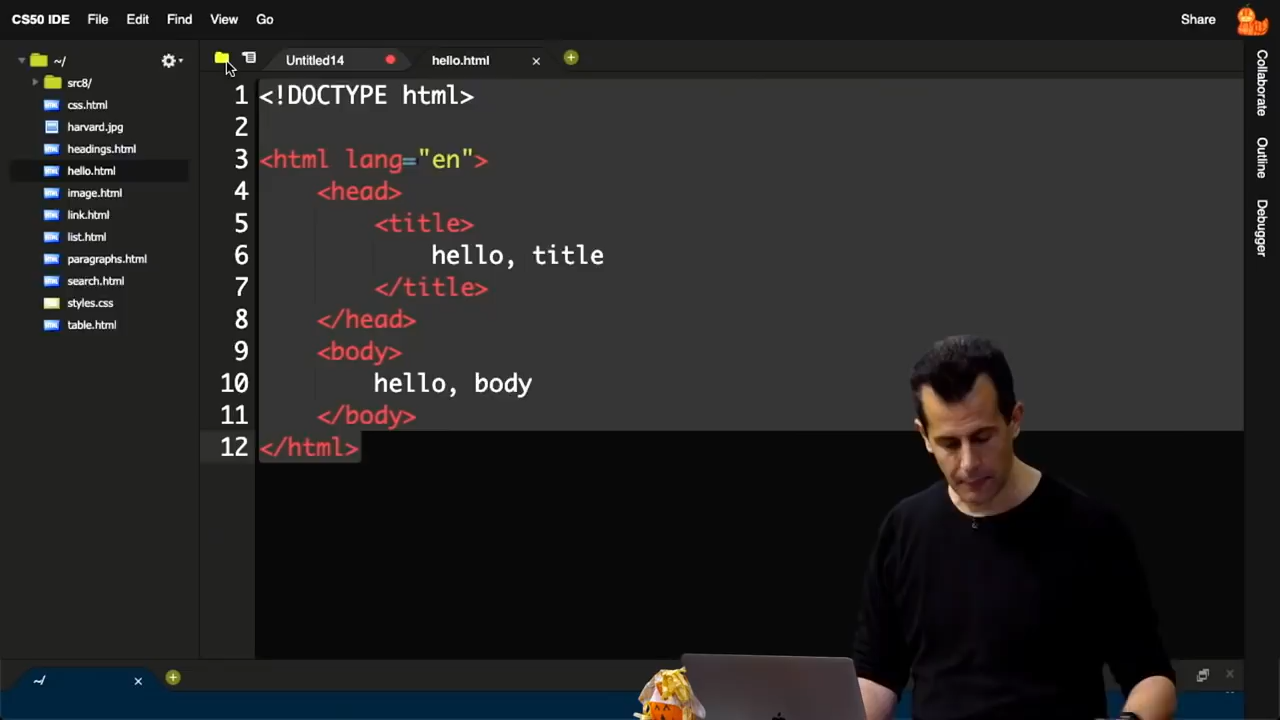 CS50 IDE File Edit Find View Go Share
~/
src8/
css.html
harvard.jpg
headings.html
hello.html
image.html
link.html
list.html
paragraphs.html
search.html
styles.css
table.html
Untitled14 hello.html
1 <!DOCTYPE html>
2
3 <html lang="en">
4 <head>
5 <title>
6 hello, title
7 </title>
8 </head>
9 <body>
10 hello, body
11 </body>
12 </html>
~/
Collaborate
Outline
Debugger